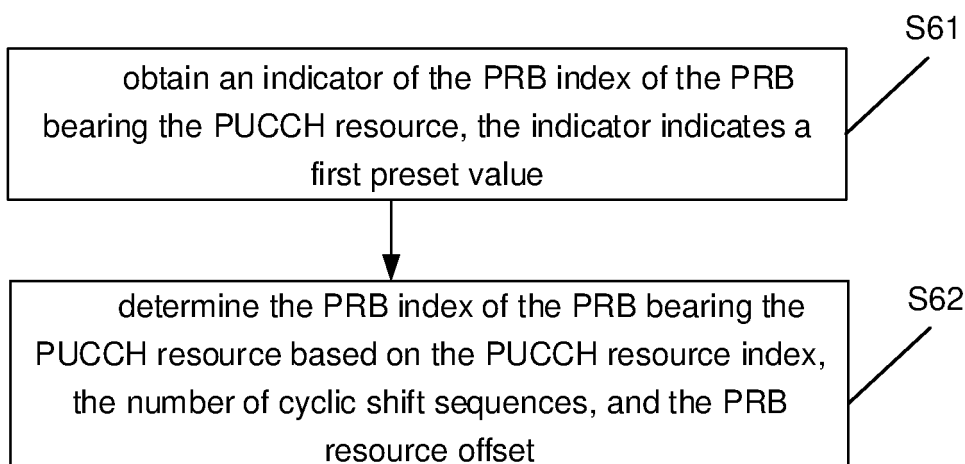 S61
obtain an indicator of the PRB index of the PRB
bearing the PUCCH resource, the indicator indicates a
first preset value
S62
determine the PRB index of the PRB bearing the
PUCCH resource based on the PUCCH resource index,
the number of cyclic shift sequences, and the PRB
resource offset